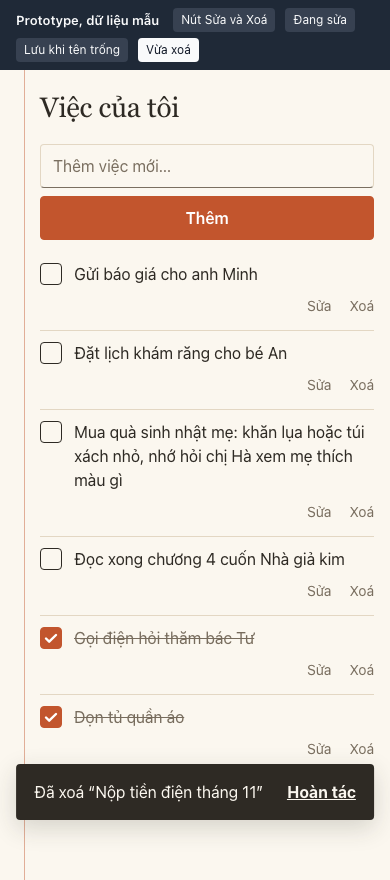 Prototype, dữ liệu mẫu
Nút Sửa và Xoá
Đang sửa
Lưu khi tên trống
Vừa xoá
Việc của tôi
Thêm việc mới...
Thêm
Gửi báo giá cho anh Minh
Sửa Xoá
Đặt lịch khám răng cho bé An
Sửa Xoá
Mua quà sinh nhật mẹ: khăn lụa hoặc túi
xách nhỏ, nhớ hỏi chị Hà xem mẹ thích
màu gì
Sửa Xoá
Đọc xong chương 4 cuốn Nhà giả kim
Sửa Xoá
Gọi điện hỏi thăm bác Tư
Sửa Xoá
Dọn tủ quần áo
Sửa Xoá
Đã xoá “Nộp tiền điện tháng 11” Hoàn tác